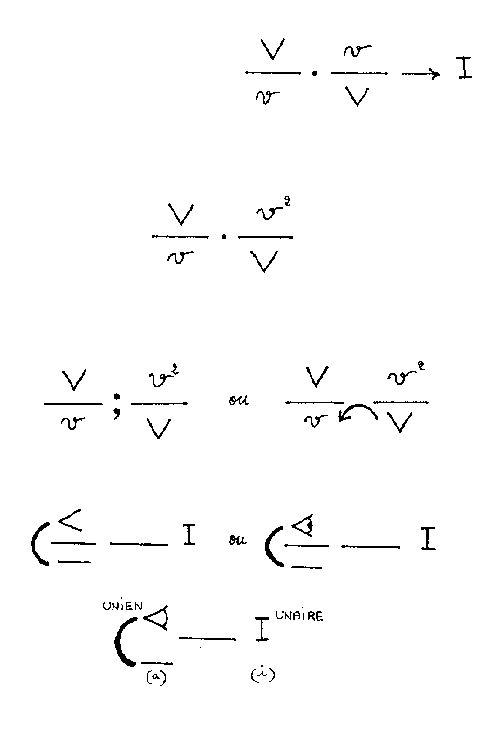 V/v · v/V → I
V/v · v²/V
V/v ; v²/V ou V/v v²/V
I ou I
UNIEN I UNAIRE
(a) (i)